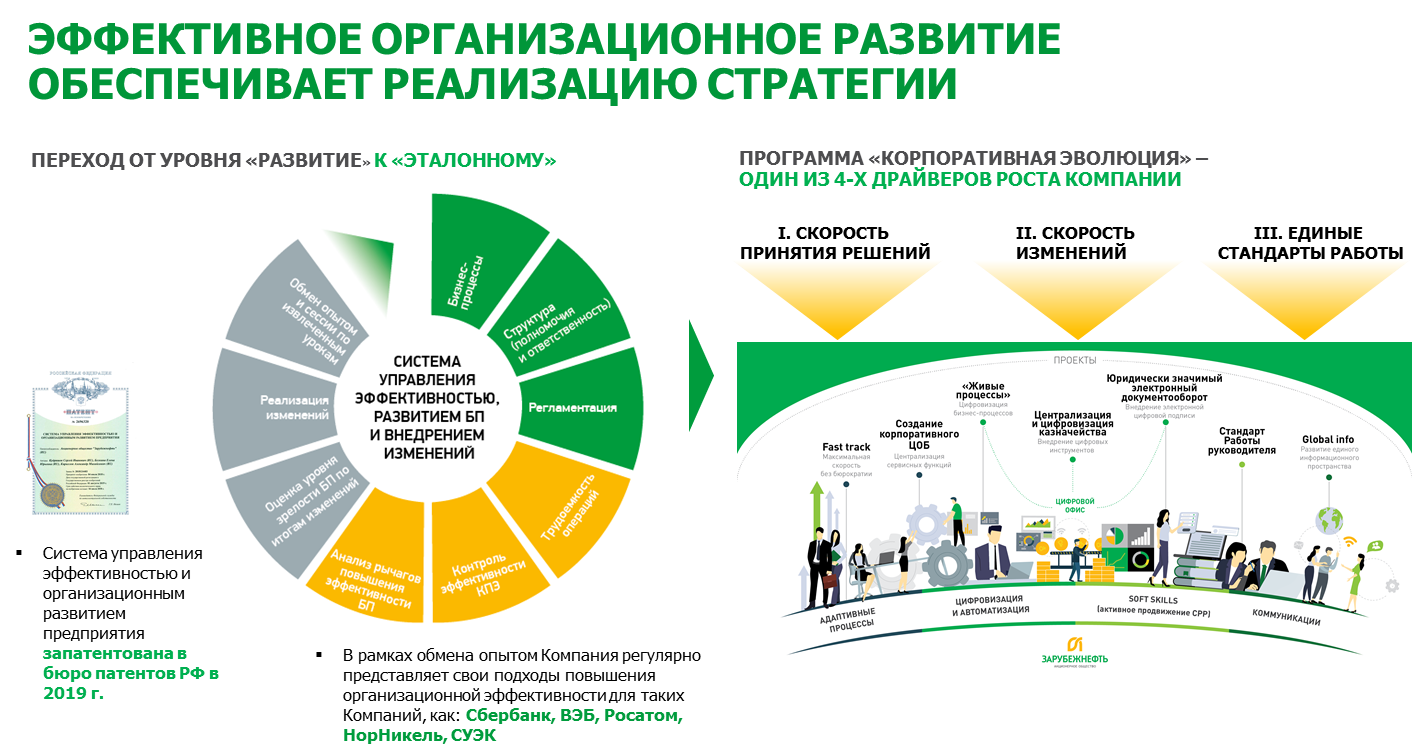 ЭФФЕКТИВНОЕ ОРГАНИЗАЦИОННОЕ РАЗВИТИЕ
ОБЕСПЕЧИВАЕТ РЕАЛИЗАЦИЮ СТРАТЕГИИ
ПЕРЕХОД ОТ УРОВНЯ «РАЗВИТИЕ» К «ЭТАЛОННОМУ»
Бизнес-
процессы
Структура
(полномочия
и ответственность)
Регламентация
Трудоемкость
операций
Контроль
эффективности
КПЭ
Анализ рычагов
повышения
эффективности
БП
Оценка уровня
зрелости БП по
итогам изменений
Реализация
изменений
Обмен опытом
и сессии по
извлеченным
урокам
СИСТЕМА
УПРАВЛЕНИЯ
ЭФФЕКТИВНОСТЬЮ,
РАЗВИТИЕМ БП
И ВНЕДРЕНИЕМ
ИЗМЕНЕНИЙ
РОССИЙСКАЯ ФЕДЕРАЦИЯ
ПАТЕНТ
▪ Система управления
эффективностью и
организационным
развитием
предприятия
запатентована в
бюро патентов РФ в
2019 г.
▪ В рамках обмена опытом Компания регулярно
представляет свои подходы повышения
организационной эффективности для таких
Компаний, как: Сбербанк, ВЭБ, Росатом,
НорНикель, СУЭК
ПРОГРАММА «КОРПОРАТИВНАЯ ЭВОЛЮЦИЯ» —
ОДИН ИЗ 4-Х ДРАЙВЕРОВ РОСТА КОМПАНИИ
I. СКОРОСТЬ
ПРИНЯТИЯ РЕШЕНИЙ
II. СКОРОСТЬ
ИЗМЕНЕНИЙ
III. ЕДИНЫЕ
СТАНДАРТЫ РАБОТЫ
ПРОЕКТЫ
Fast track
Максимальная
скорость
без бюрократии
Создание
корпоративного
ЦОБ
Централизация
сервисных функций
«Живые
процессы»
Цифровизация
бизнес-процессов
Централизация
и цифровизация
казначейства
Внедрение цифровых
инструментов
Юридически значимый
электронный
документооборот
Внедрение электронной
цифровой подписи
Стандарт
Работы
руководителя
Global info
Развитие единого
информационного
пространства
ЦИФРОВОЙ
ОФИС
АДАПТИВНЫЕ
ПРОЦЕССЫ
ЦИФРОВИЗАЦИЯ
И АВТОМАТИЗАЦИЯ
SOFT SKILLS
(активное продвижение СРР)
КОММУНИКАЦИИ
ЗАРУБЕЖНЕФТЬ
АКЦИОНЕРНОЕ ОБЩЕСТВО